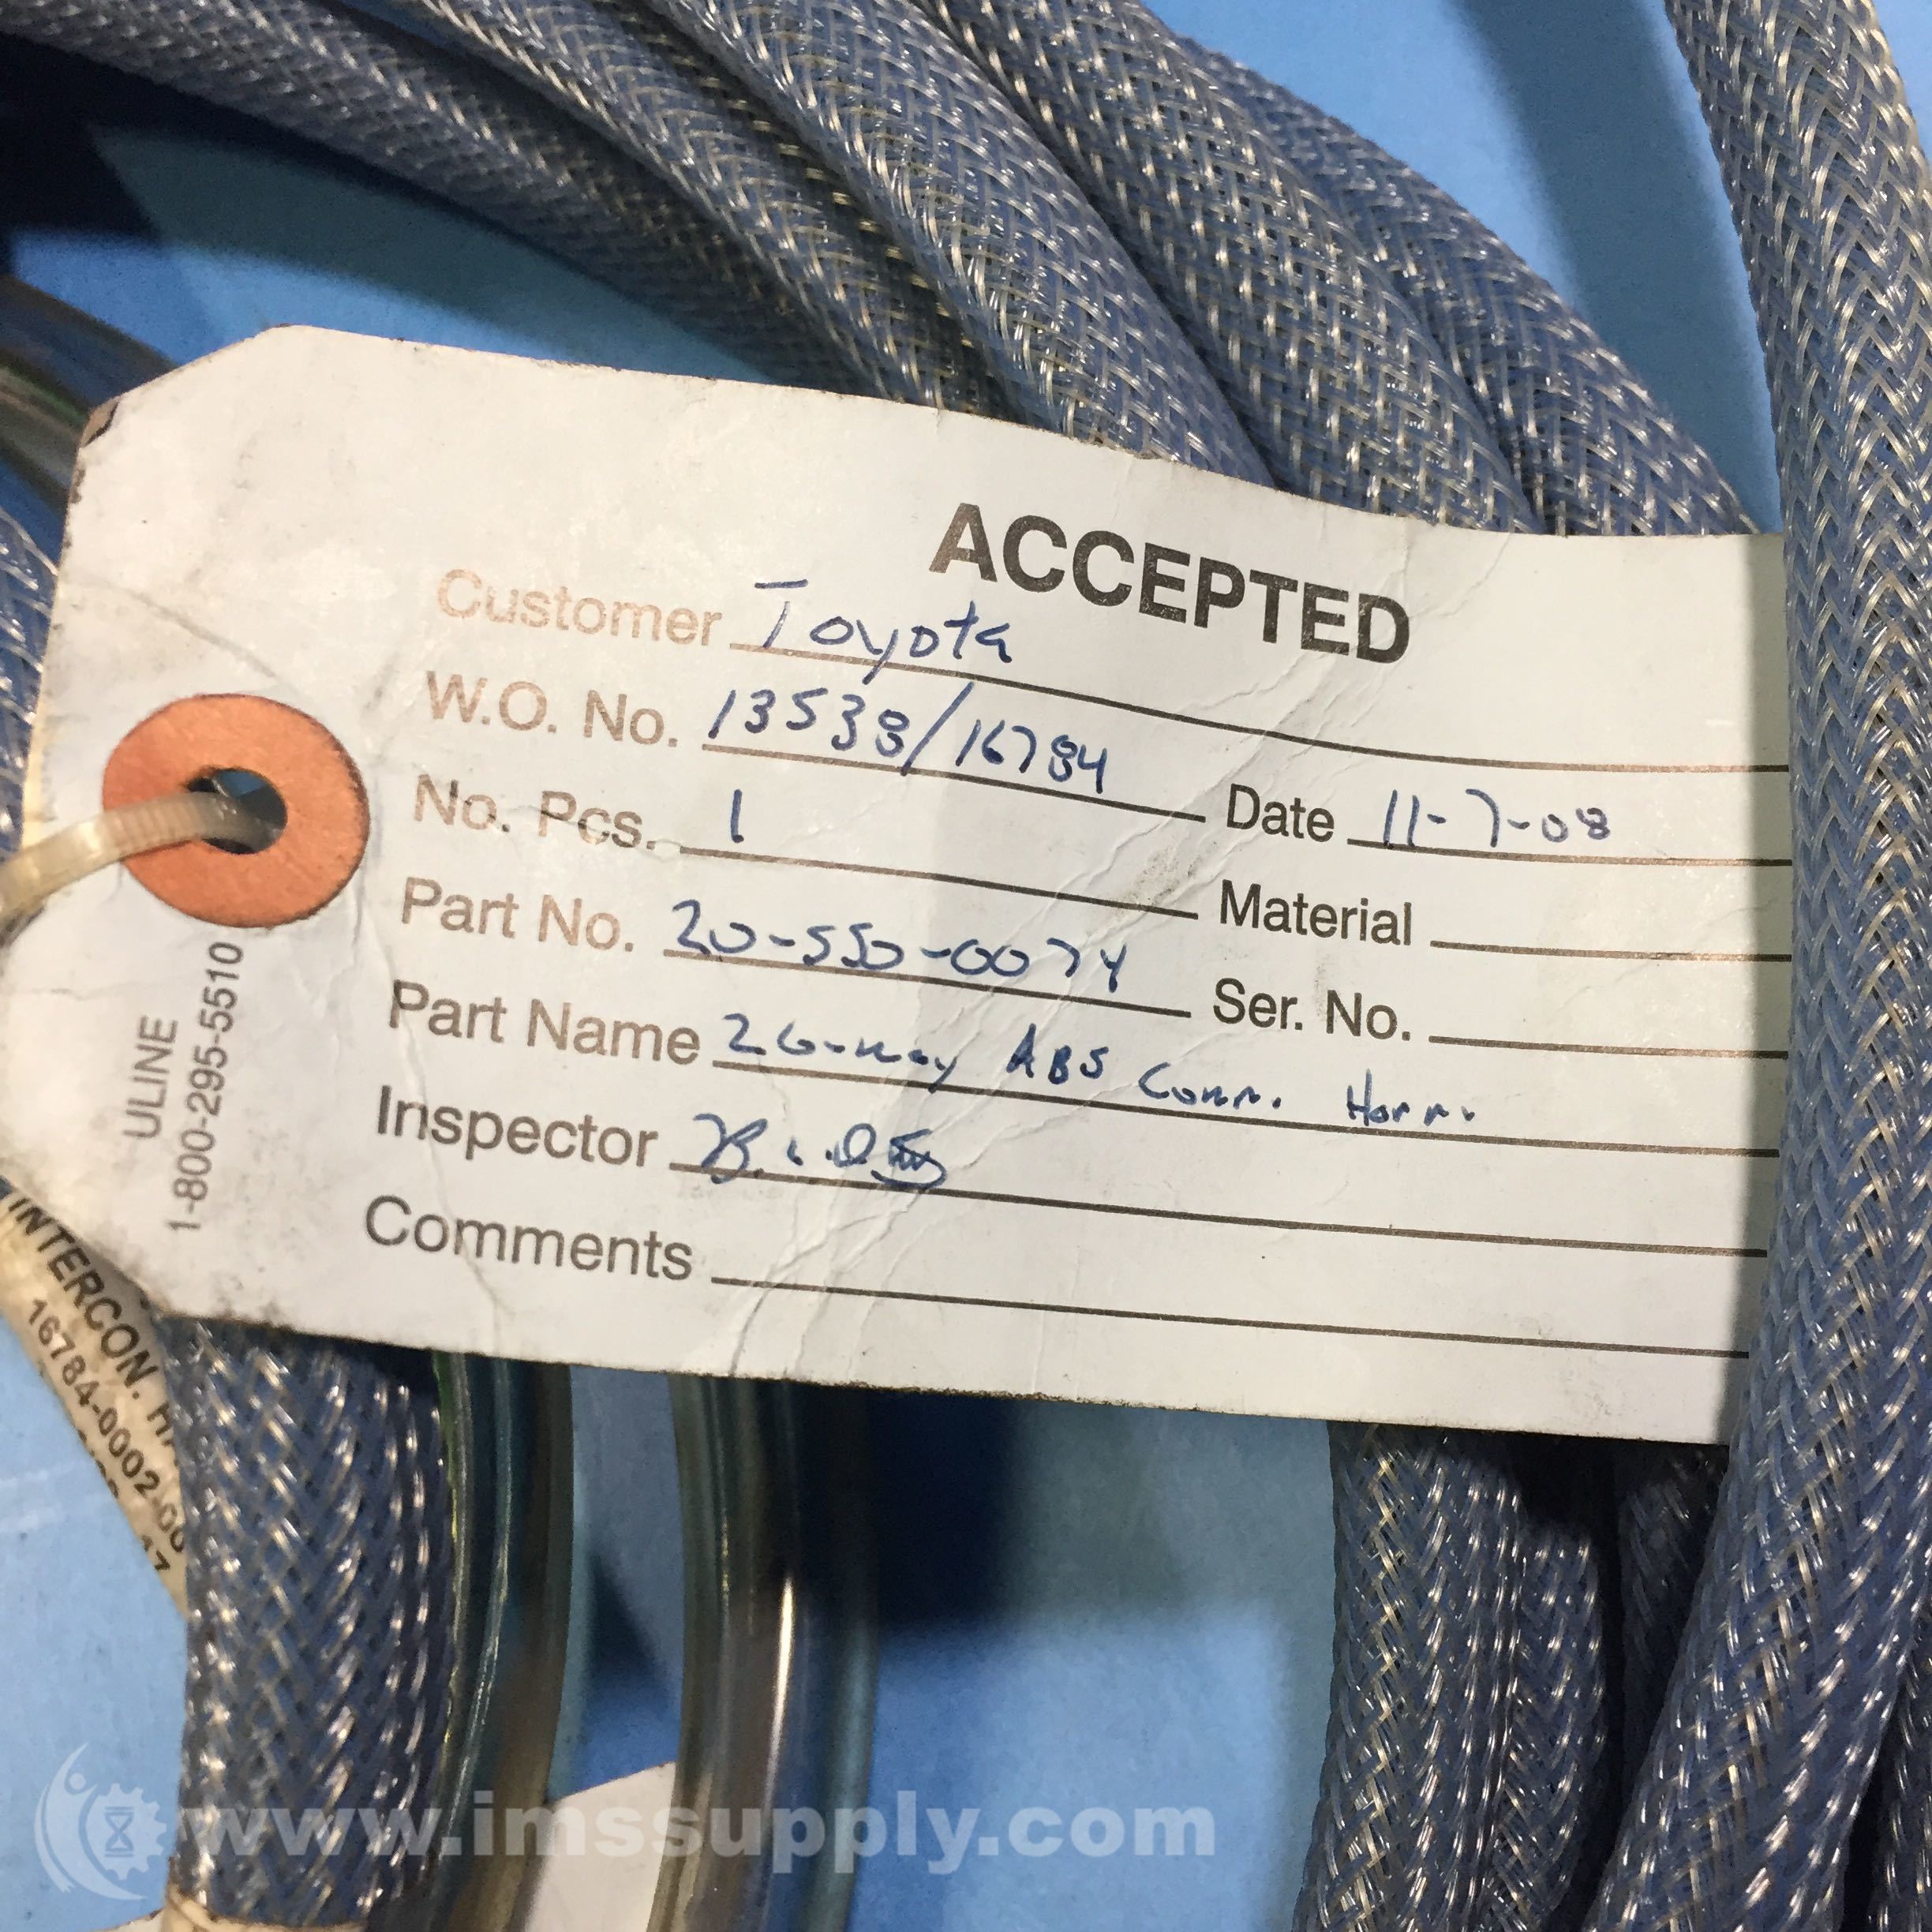 ACCEPTED
Customer Toyota
W.O. No. 13538/16784 Date 11-7-08
No. Pcs. 1 Material
Part No. 20-550-0074 Ser. No.
Part Name 26-way ABS Conn. Harn.
Inspector
Comments
ULINE
1-800-295-5510
INTERCON.
16784-0002-00
www.imssupply.com